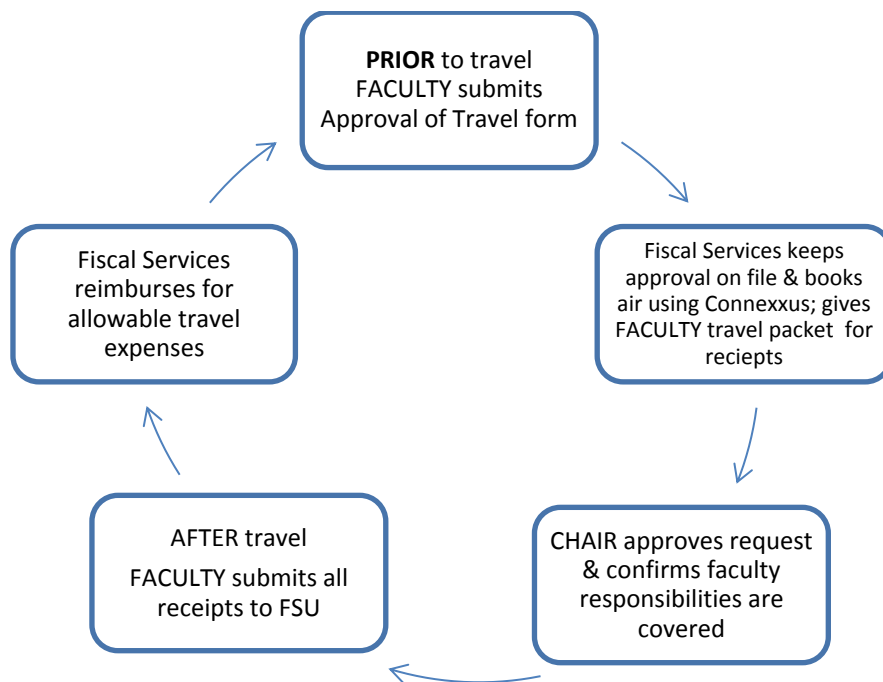 PRIOR to travel
FACULTY submits
Approval of Travel form
Fiscal Services keeps
approval on file & books
air using Connexxus; gives
FACULTY travel packet for
reciepts
CHAIR approves request
& confirms faculty
responsibilities are
covered
AFTER travel
FACULTY submits all
receipts to FSU
Fiscal Services
reimburses for
allowable travel
expenses